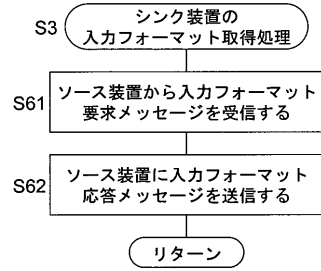 S3
シンク装置の
入力フォーマット取得処理
S61
ソース装置から入力フォーマット
要求メッセージを受信する
S62
ソース装置に入力フォーマット
応答メッセージを送信する
リターン